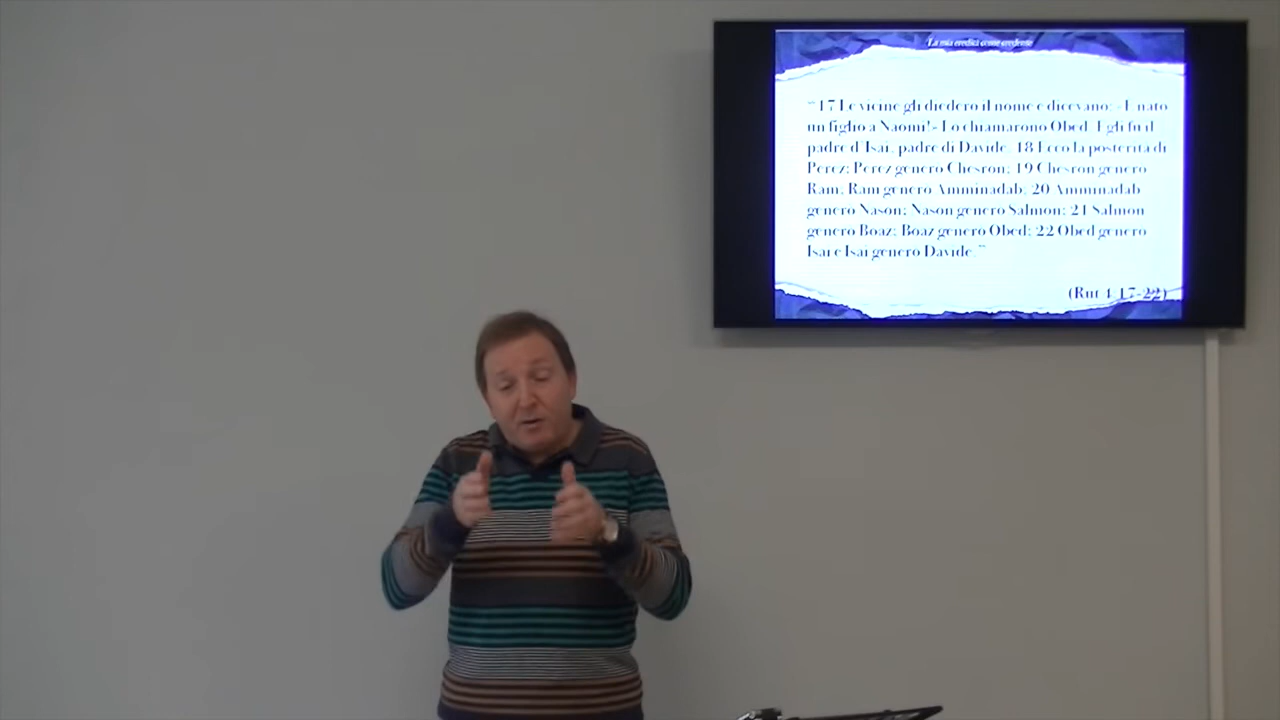 La mia eredità come credente
"17 Le vicine gli diedero il nome e dicevano: «È nato
un figlio a Naomi!» Lo chiamarono Obed. Egli fu il
padre d'Isai, padre di Davide. 18 Ecco la posterità di
Perez: Perez generò Chesron; 19 Chesron generò
Ram; Ram generò Amminadab; 20 Amminadab
generò Nason; Nason generò Salmon; 21 Salmon
generò Boaz; Boaz generò Obed; 22 Obed generò
Isai e Isai generò Davide."
(Rut 4:17-22)